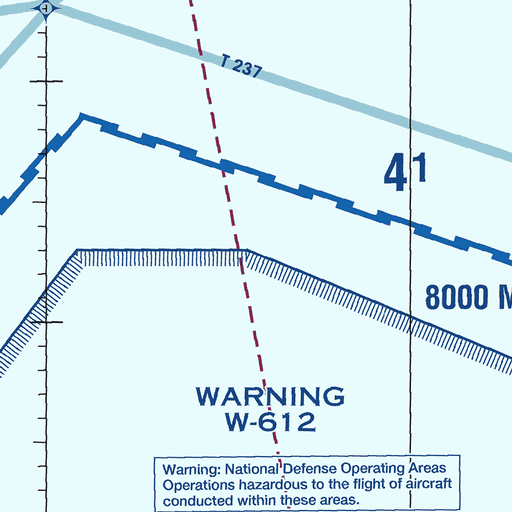 T 237
41
8000 M
WARNING
W-612
Warning: National Defense Operating Areas
Operations hazardous to the flight of aircraft
conducted within these areas.